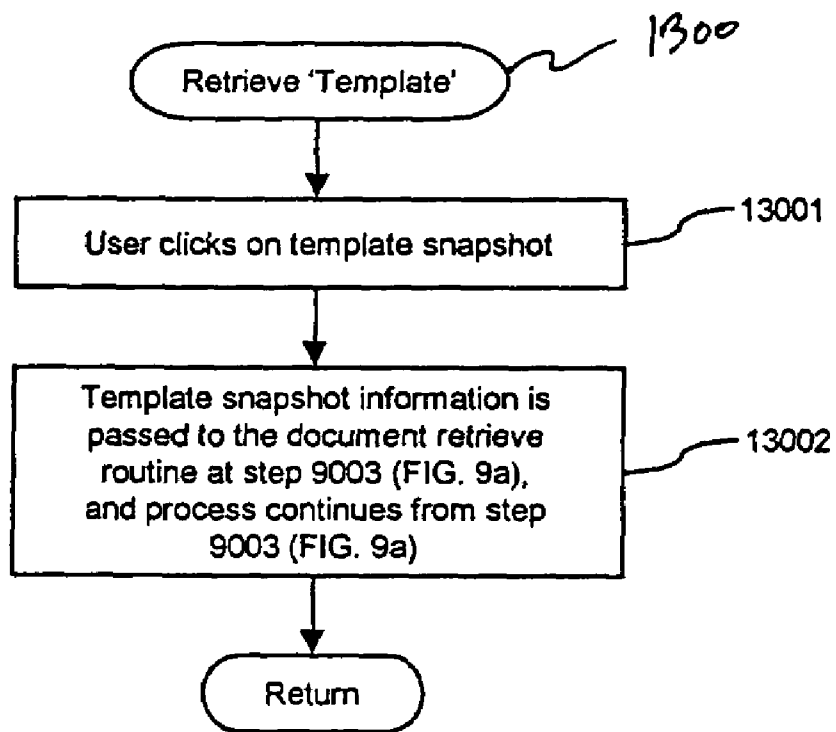 1300
Retrieve 'Template'
13001
User clicks on template snapshot
Template snapshot information is
passed to the document retrieve
routine at step 9003 (FIG. 9a),
and process continues from step
9003 (FIG. 9a)
13002
Return